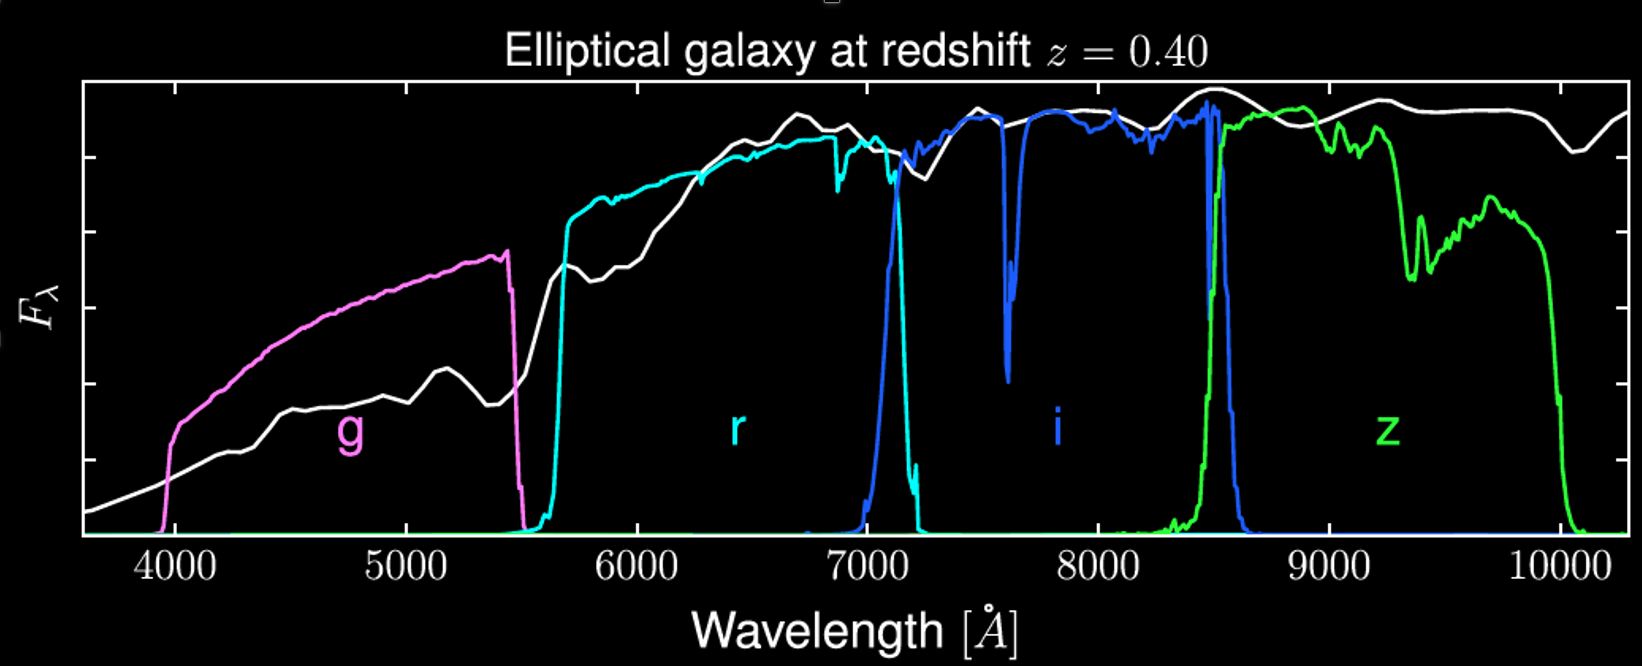 Elliptical galaxy at redshift z = 0.40
F_λ
g
r
i
z
4000 5000 6000 7000 8000 9000 10000
Wavelength [Å]